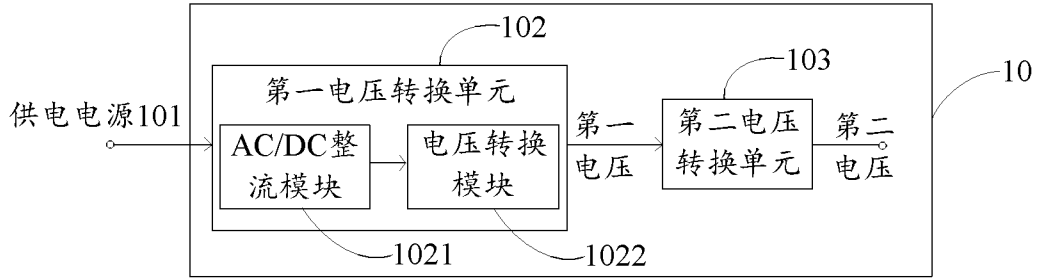 102
103
10
第一电压转换单元
供电电源101
AC/DC整
流模块
电压转换
模块
第一
电压
第二电压
转换单元
第二
电压
1021
1022